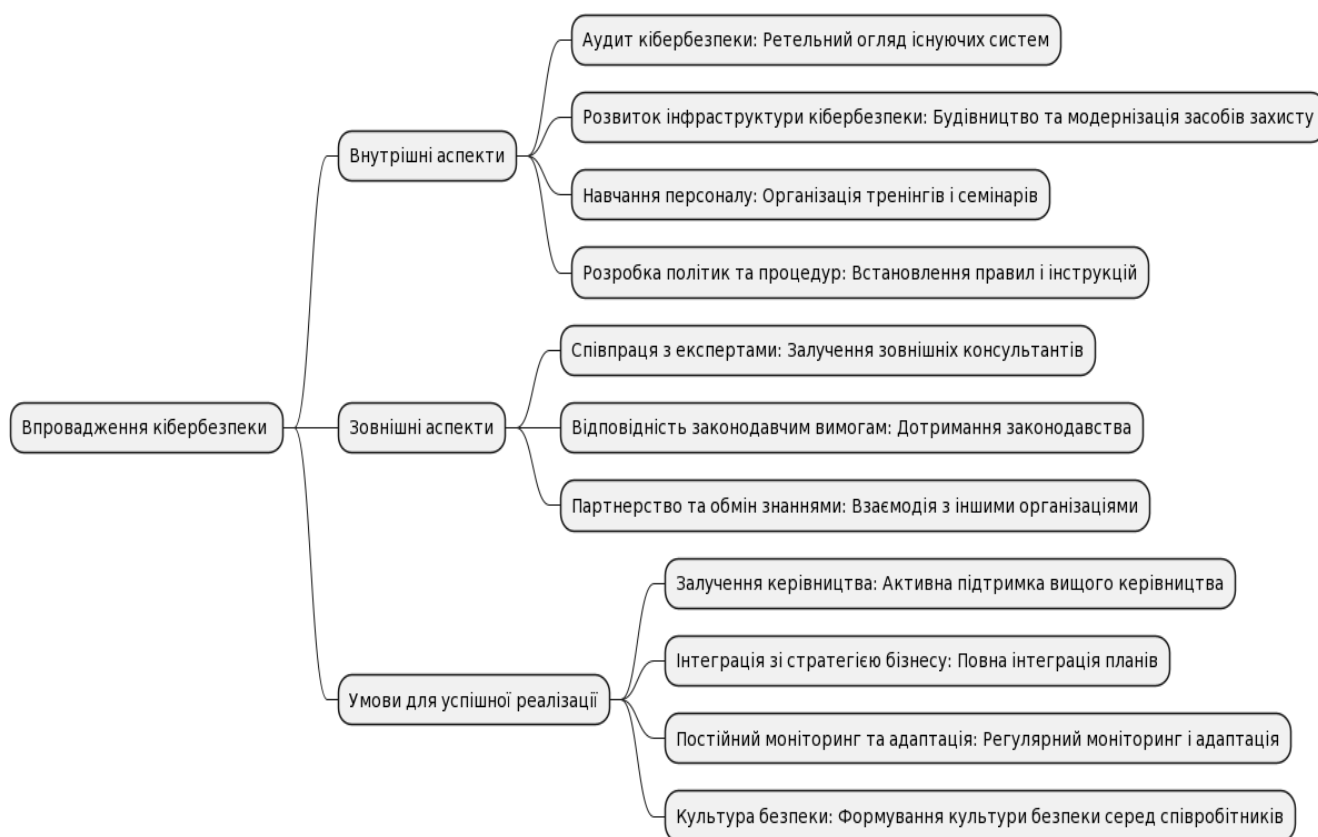 Впровадження кібербезпеки
Внутрішні аспекти
Аудит кібербезпеки: Ретельний огляд існуючих систем
Розвиток інфраструктури кібербезпеки: Будівництво та модернізація засобів захисту
Навчання персоналу: Організація тренінгів і семінарів
Розробка політик та процедур: Встановлення правил і інструкцій
Зовнішні аспекти
Співпраця з експертами: Залучення зовнішніх консультантів
Відповідність законодавчим вимогам: Дотримання законодавства
Партнерство та обмін знаннями: Взаємодія з іншими організаціями
Умови для успішної реалізації
Залучення керівництва: Активна підтримка вищого керівництва
Інтеграція зі стратегією бізнесу: Повна інтеграція планів
Постійний моніторинг та адаптація: Регулярний моніторинг і адаптація
Культура безпеки: Формування культури безпеки серед співробітників